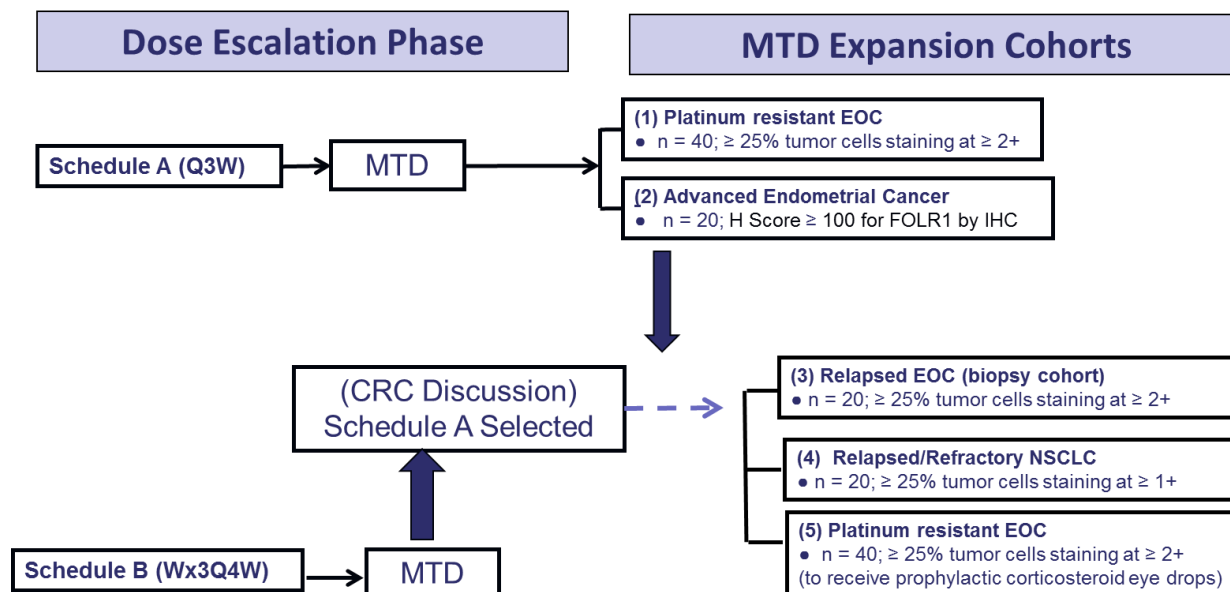 Dose Escalation Phase
MTD Expansion Cohorts
Schedule A (Q3W)
MTD
(1) Platinum resistant EOC
• n = 40; ≥ 25% tumor cells staining at ≥ 2+
(2) Advanced Endometrial Cancer
• n = 20; H Score ≥ 100 for FOLR1 by IHC
(CRC Discussion)
Schedule A Selected
(3) Relapsed EOC (biopsy cohort)
• n = 20; ≥ 25% tumor cells staining at ≥ 2+
(4) Relapsed/Refractory NSCLC
• n = 20; ≥ 25% tumor cells staining at ≥ 1+
(5) Platinum resistant EOC
• n = 40; ≥ 25% tumor cells staining at ≥ 2+
(to receive prophylactic corticosteroid eye drops)
Schedule B (Wx3Q4W)
MTD